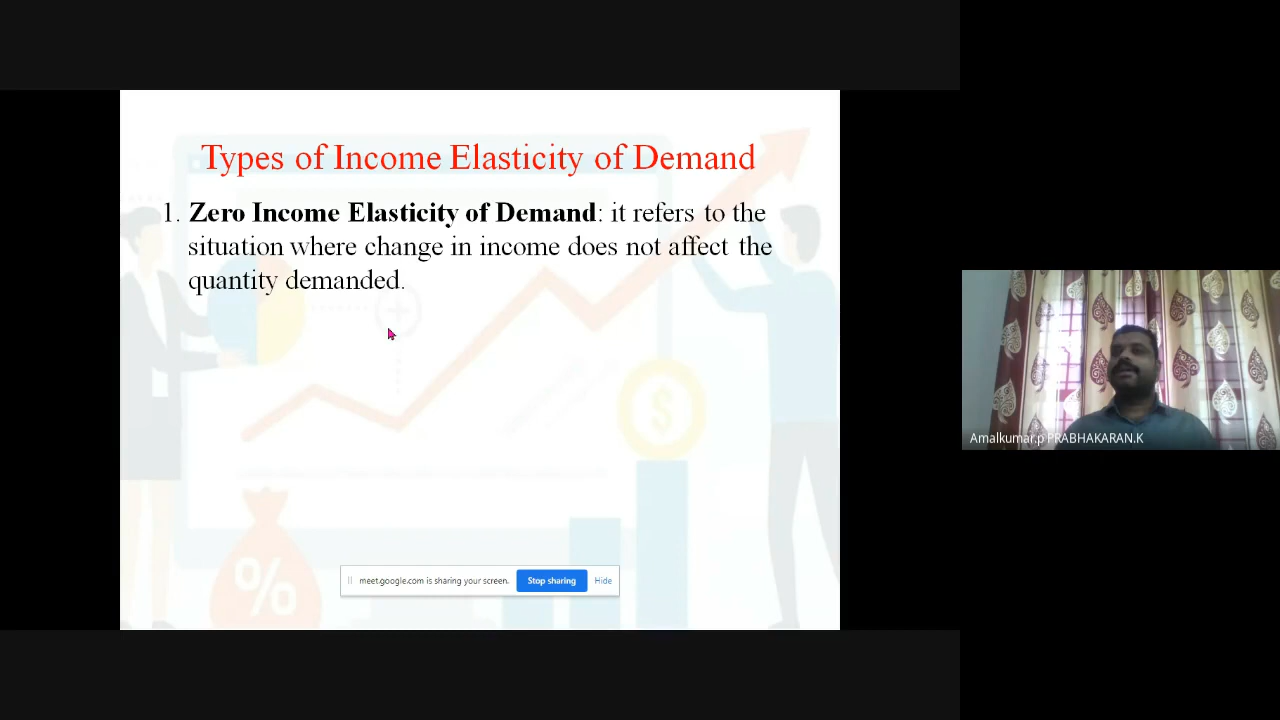 Types of Income Elasticity of Demand
1. Zero Income Elasticity of Demand: it refers to the
situation where change in income does not affect the
quantity demanded.
$
%
meet.google.com is sharing your screen. Stop sharing Hide
Amalkumar.p PRABHAKARAN.K